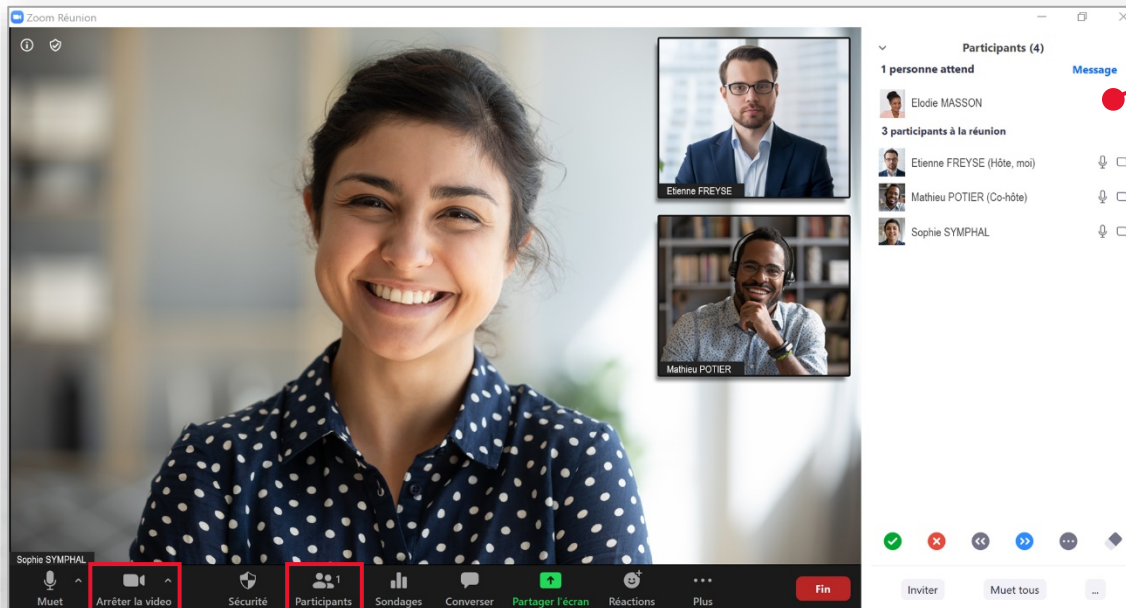 Zoom Réunion
Participants (4)
1 personne attend Message
Elodie MASSON
3 participants à la réunion
Etienne FREYSE (Hôte, moi)
Mathieu POTIER (Co-hôte)
Sophie SYMPHAL
Etienne FREYSE
Mathieu POTIER
Sophie SYMPHAL
Muet Arrêter la video Sécurité Participants 1 Sondages Converser Partager l'écran Réactions Plus Fin
Inviter Muet tous ...